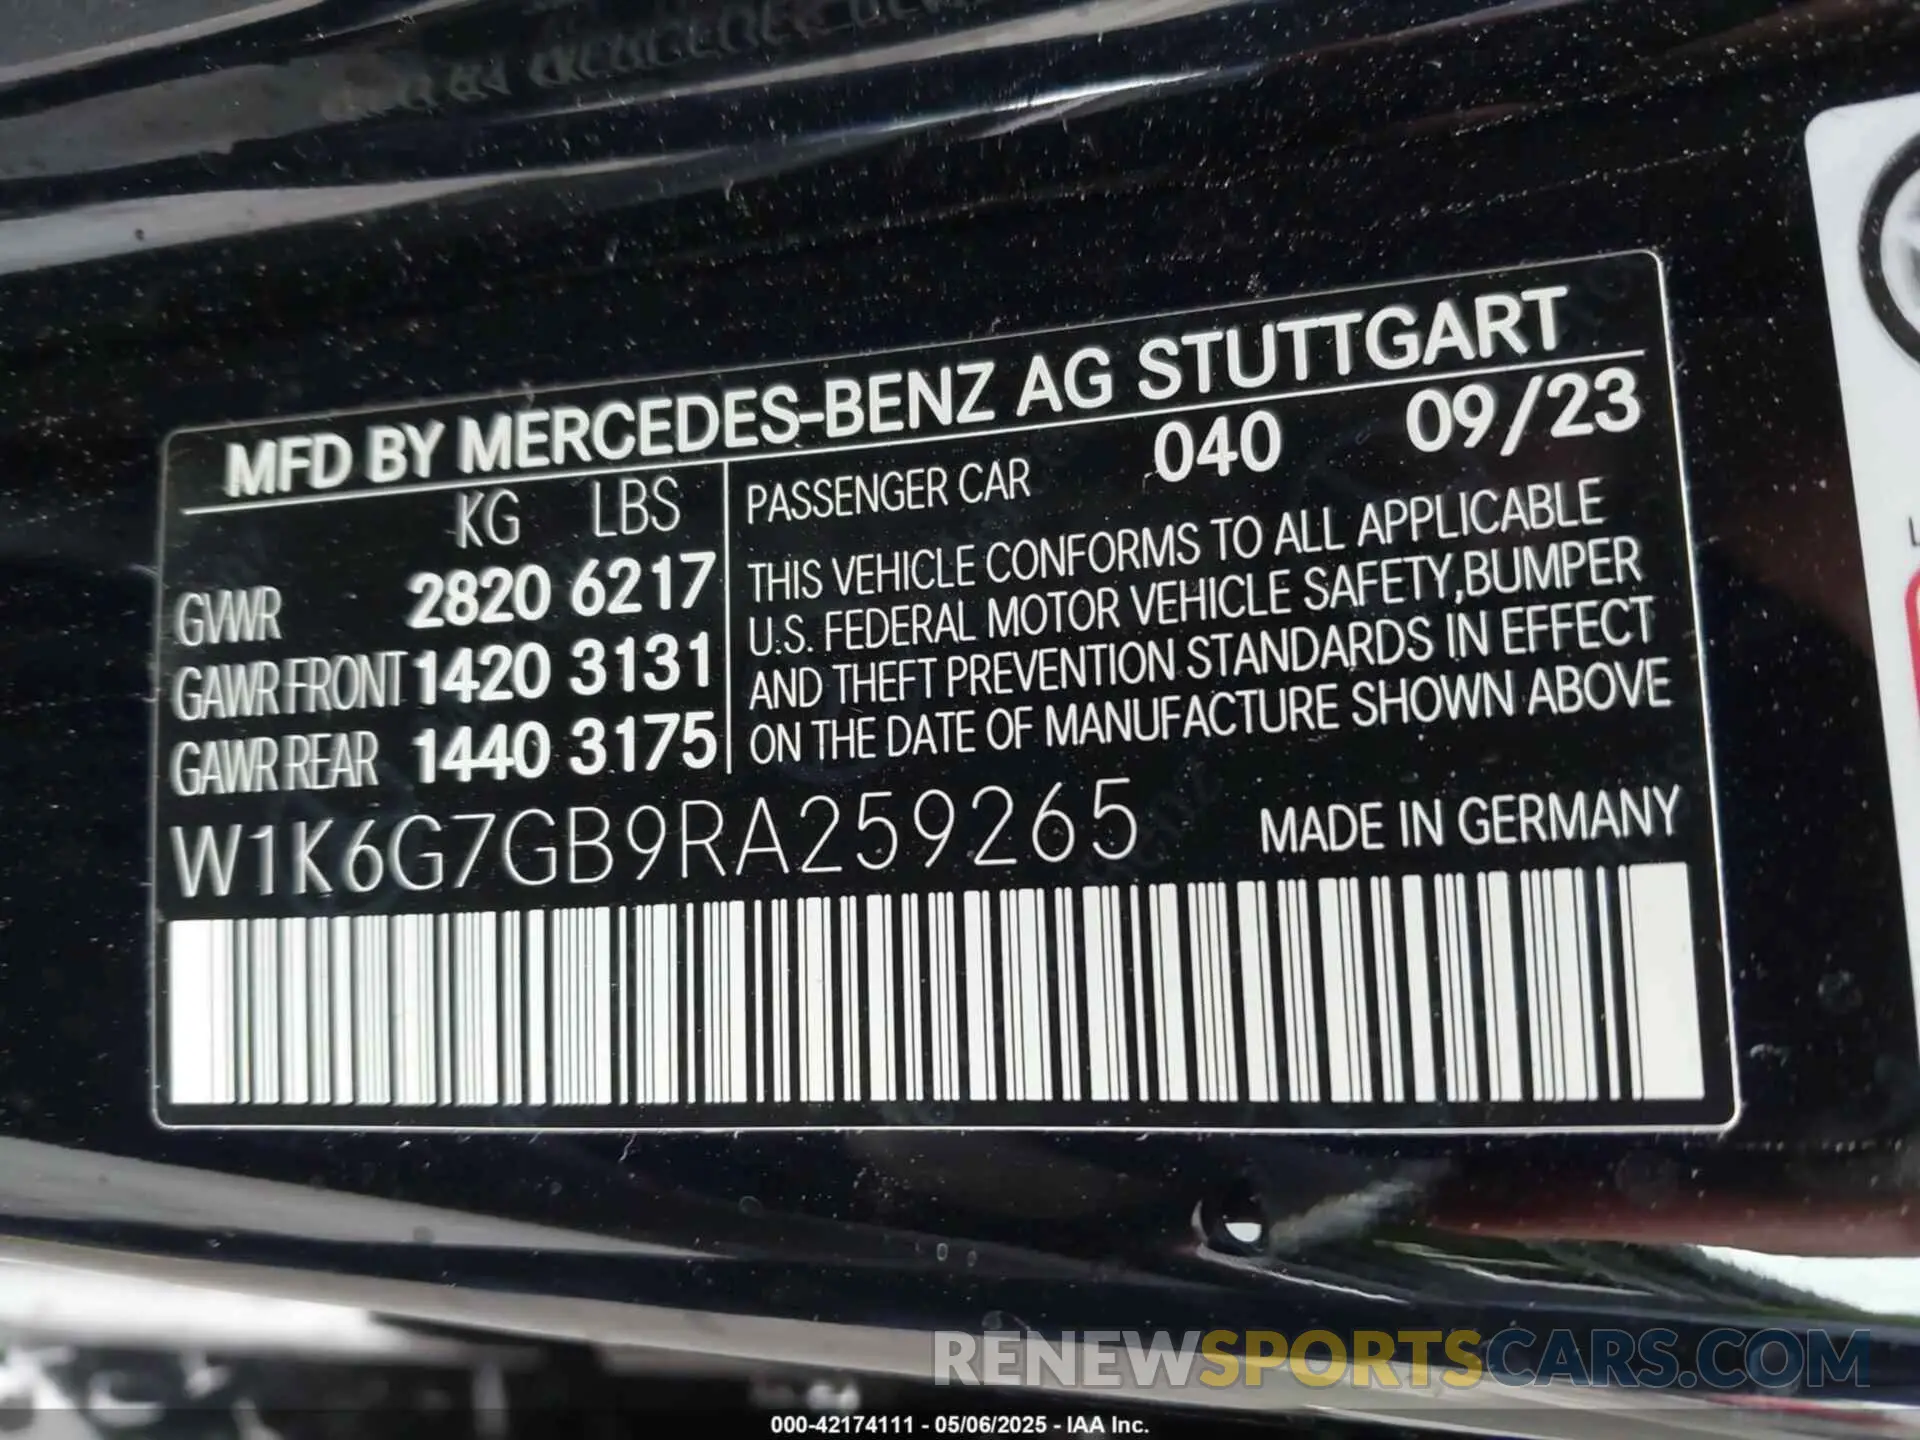 MFD BY MERCEDES-BENZ AG STUTTGART
KG LBS
GVWR 2820 6217
GAWR FRONT 1420 3131
GAWR REAR 1440 3175
PASSENGER CAR 040 09/23
THIS VEHICLE CONFORMS TO ALL APPLICABLE
U.S. FEDERAL MOTOR VEHICLE SAFETY,BUMPER
AND THEFT PREVENTION STANDARDS IN EFFECT
ON THE DATE OF MANUFACTURE SHOWN ABOVE
W1K6G7GB9RA259265 MADE IN GERMANY
RENEWSPORTSCARS.COM
000-42174111 - 05/06/2025 - IAA Inc.